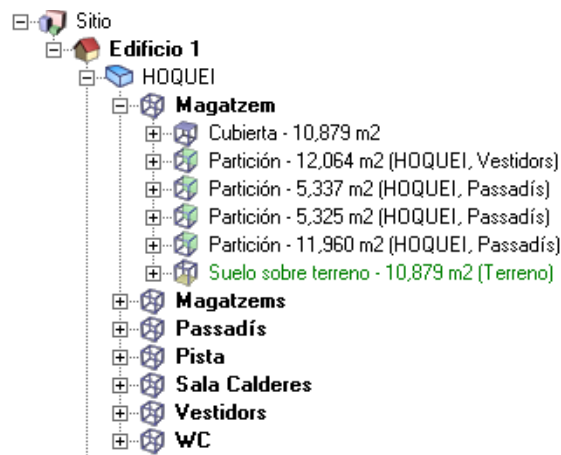 Sitio
Edificio 1
HOQUEI
Magatzem
Cubierta - 10,879 m2
Partición - 12,064 m2 (HOQUEI, Vestidors)
Partición - 5,337 m2 (HOQUEI, Passadís)
Partición - 5,325 m2 (HOQUEI, Passadís)
Partición - 11,960 m2 (HOQUEI, Passadís)
Suelo sobre terreno - 10,879 m2 (Terreno)
Magatzems
Passadís
Pista
Sala Calderes
Vestidors
WC